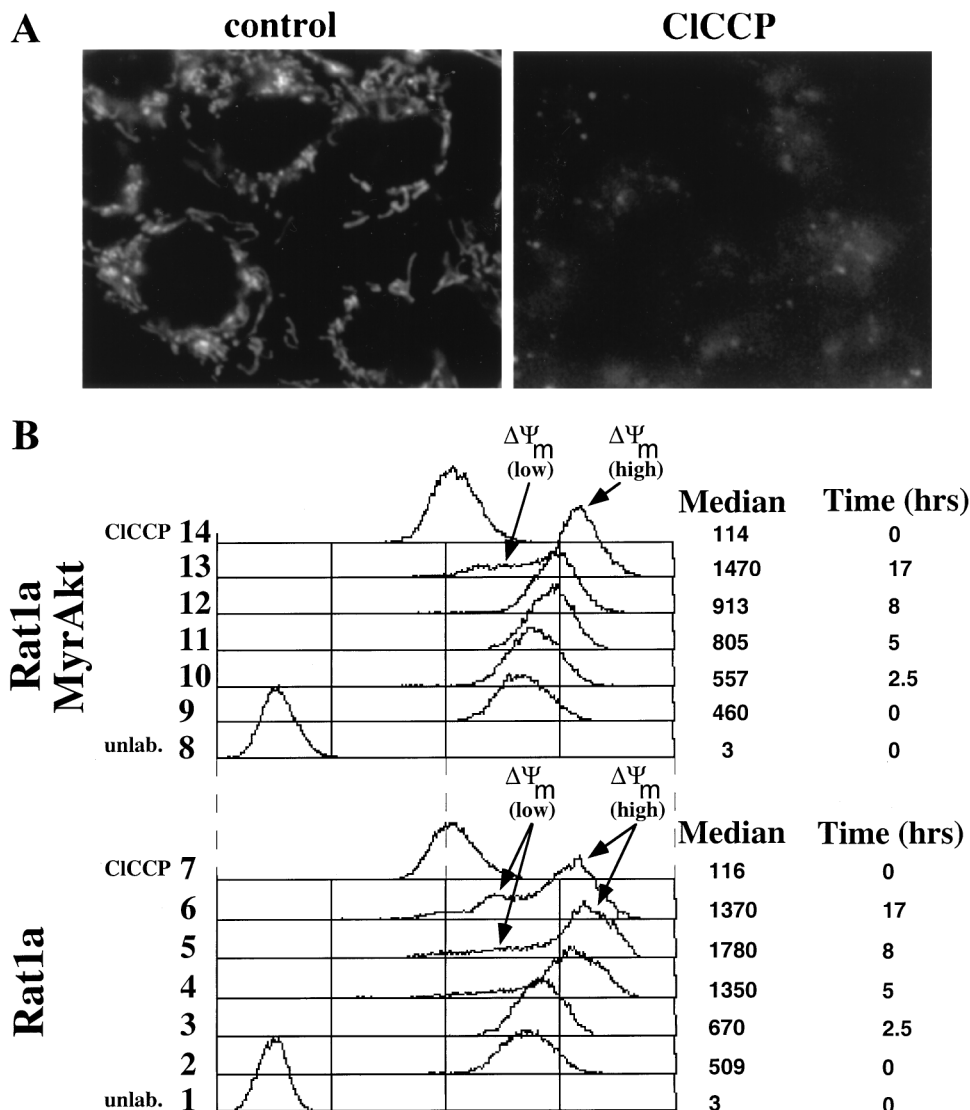 A
control
ClCCP
B
ΔΨm (low)
ΔΨm (high)
Median Time (hrs)
ClCCP 14 114 0
13 1470 17
12 913 8
11 805 5
10 557 2.5
9 460 0
unlab. 8 3 0
Rat1a
MyrAkt
ΔΨm (low)
ΔΨm (high)
Median Time (hrs)
ClCCP 7 116 0
6 1370 17
5 1780 8
4 1350 5
3 670 2.5
2 509 0
unlab. 1 3 0
Rat1a